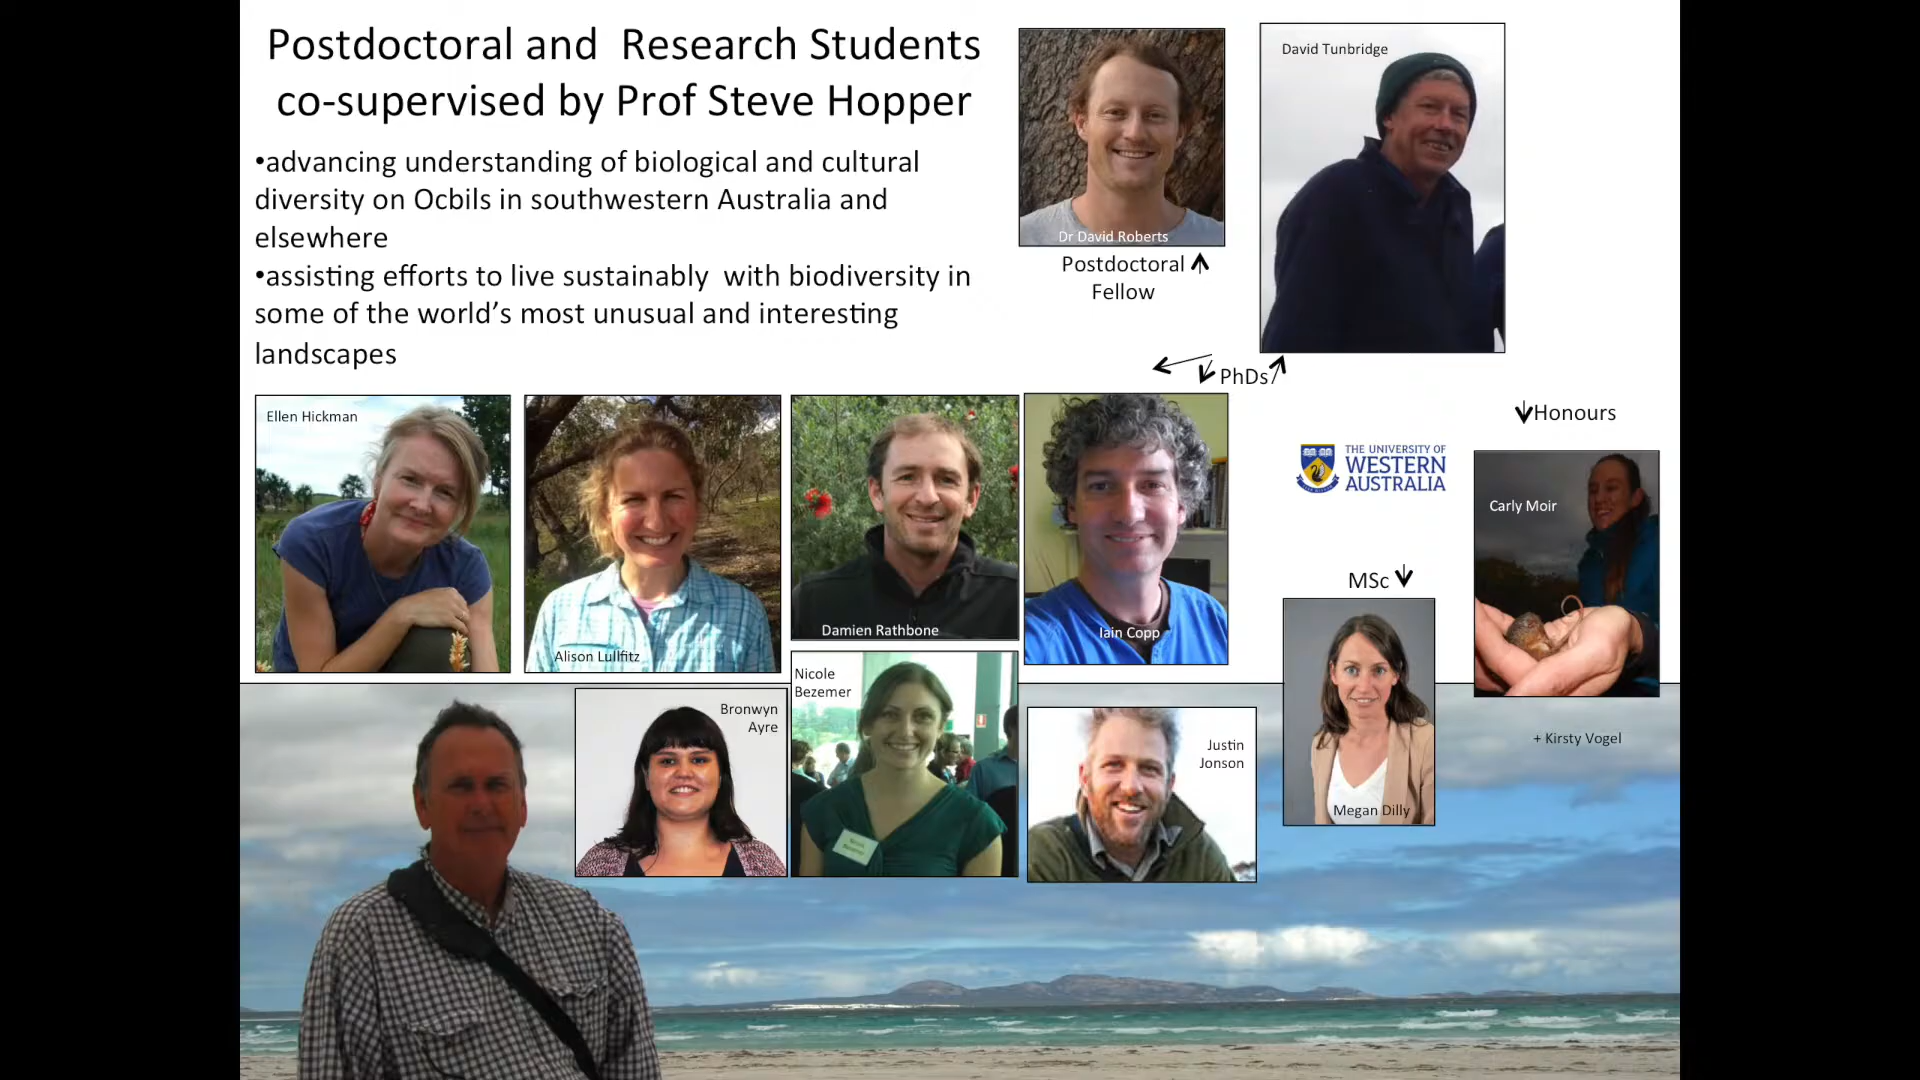 Postdoctoral and  Research Students
co-supervised by Prof Steve Hopper
•advancing understanding of biological and cultural
diversity on Ocbils in southwestern Australia and
elsewhere
•assisting efforts to live sustainably  with biodiversity in
some of the world’s most unusual and interesting
landscapes
Dr David Roberts
Postdoctoral
Fellow
David Tunbridge
PhDs
Honours
Ellen Hickman
Alison Lullfitz
Damien Rathbone
Iain Copp
THE UNIVERSITY OF
WESTERN
AUSTRALIA
Carly Moir
MSc
Bronwyn
Ayre
Nicole
Bezemer
Justin
Jonson
Megan Dilly
+ Kirsty Vogel